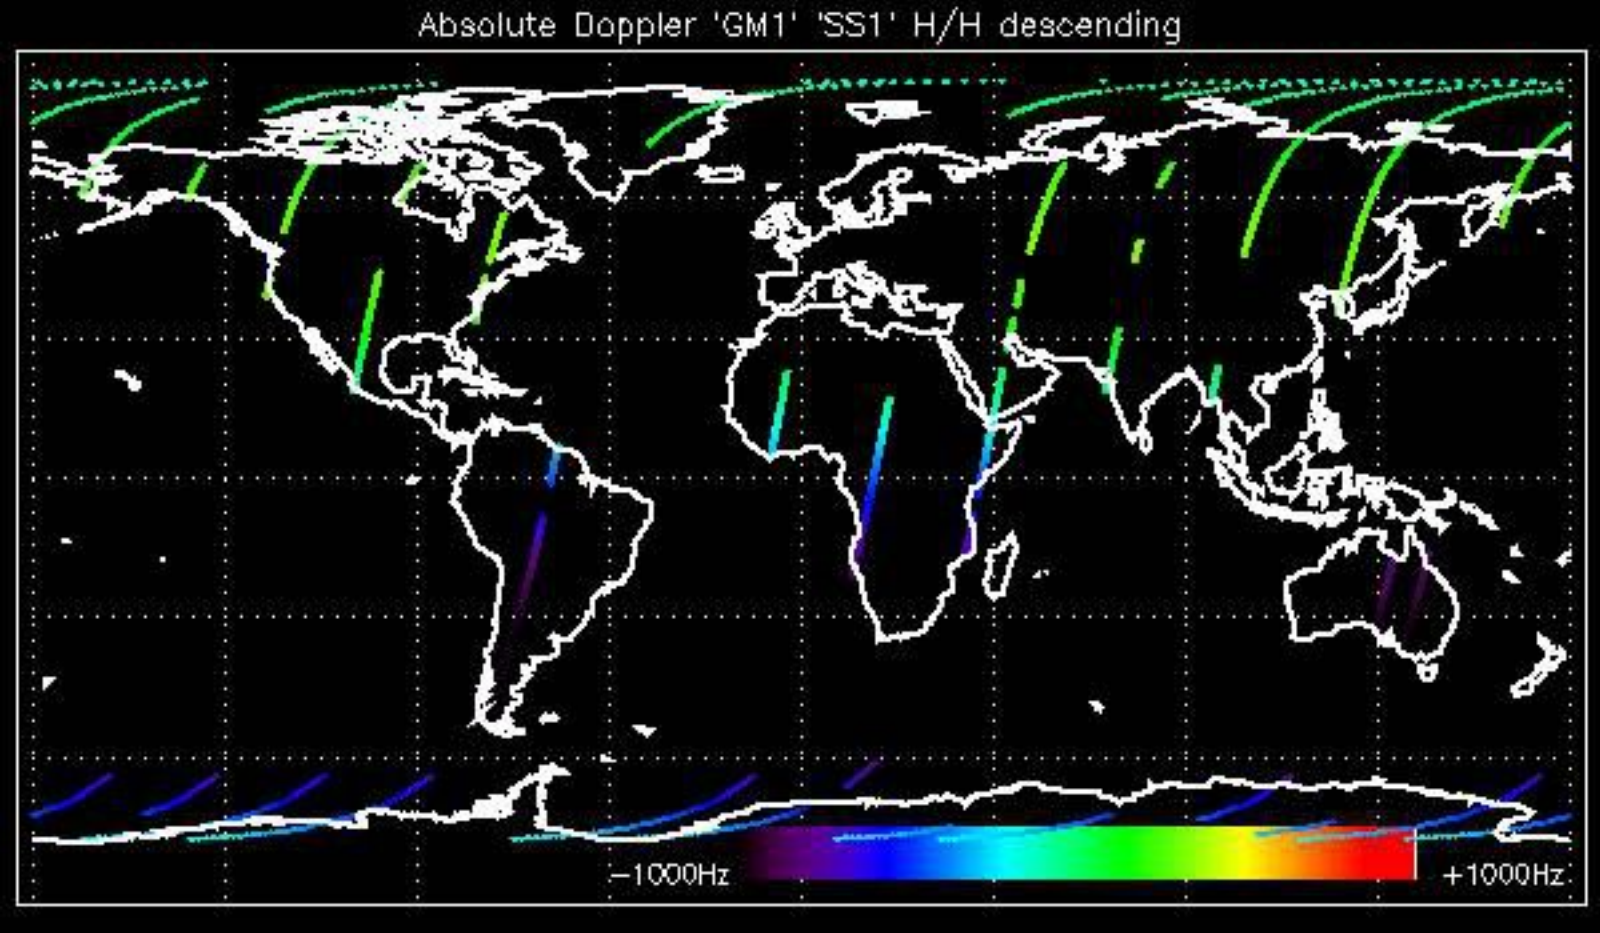 Absolute Doppler 'GM1' 'SS1' H/H descending
−1000Hz +1000Hz